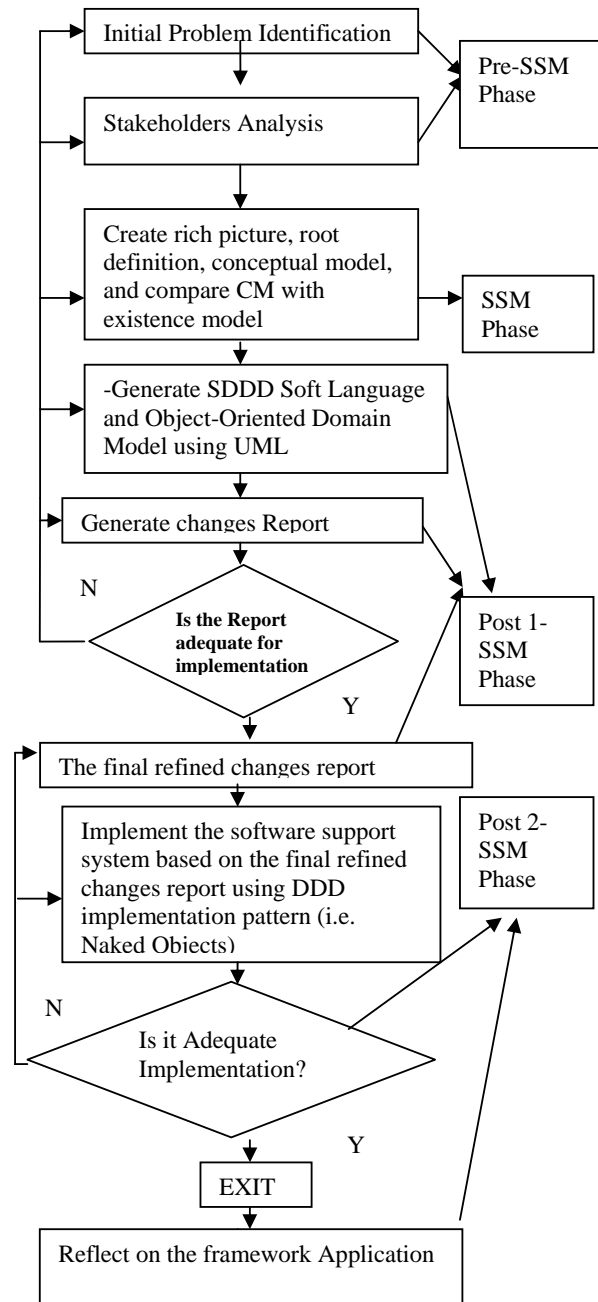 Initial Problem Identification
Pre-SSM
Phase
Stakeholders Analysis
Create rich picture, root
definition, conceptual model,
and compare CM with
existence model
SSM
Phase
-Generate SDDD Soft Language
and Object-Oriented Domain
Model using UML
Generate changes Report
N
Is the Report
adequate for
implementation
Post 1-
SSM
Phase
Y
The final refined changes report
Implement the software support
system based on the final refined
changes report using DDD
implementation pattern (i.e.
Naked Objects)
Post 2-
SSM
Phase
N
Is it Adequate
Implementation?
Y
EXIT
Reflect on the framework Application